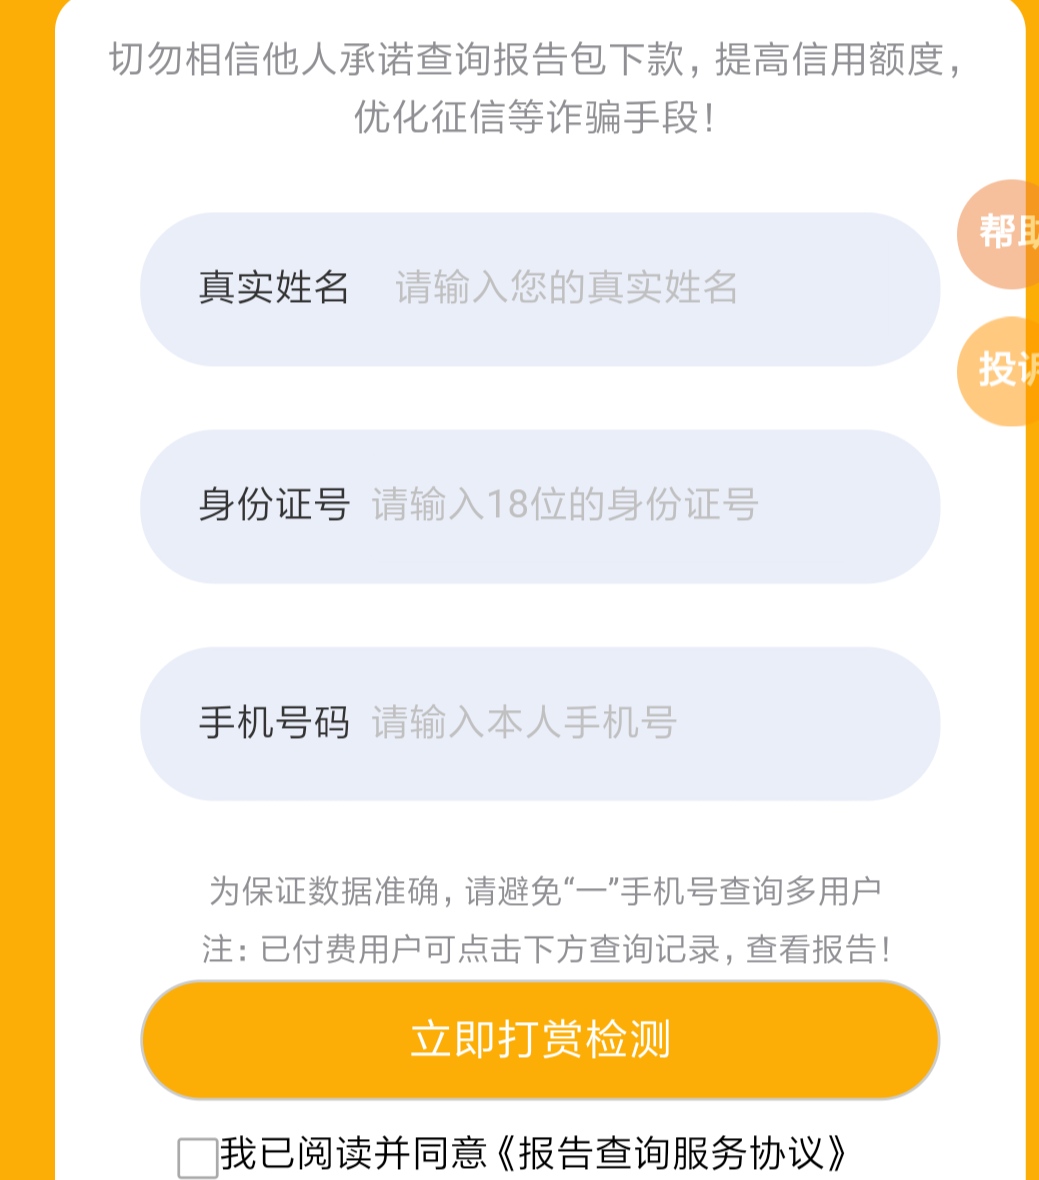 切勿相信他人承诺查询报告包下款，提高信用额度，
优化征信等诈骗手段！
帮助
真实姓名 请输入您的真实姓名
投诉
身份证号 请输入18位的身份证号
手机号码 请输入本人手机号
为保证数据准确，请避免“一”手机号查询多用户
注：已付费用户可点击下方查询记录，查看报告！
立即打赏检测
我已阅读并同意《报告查询服务协议》